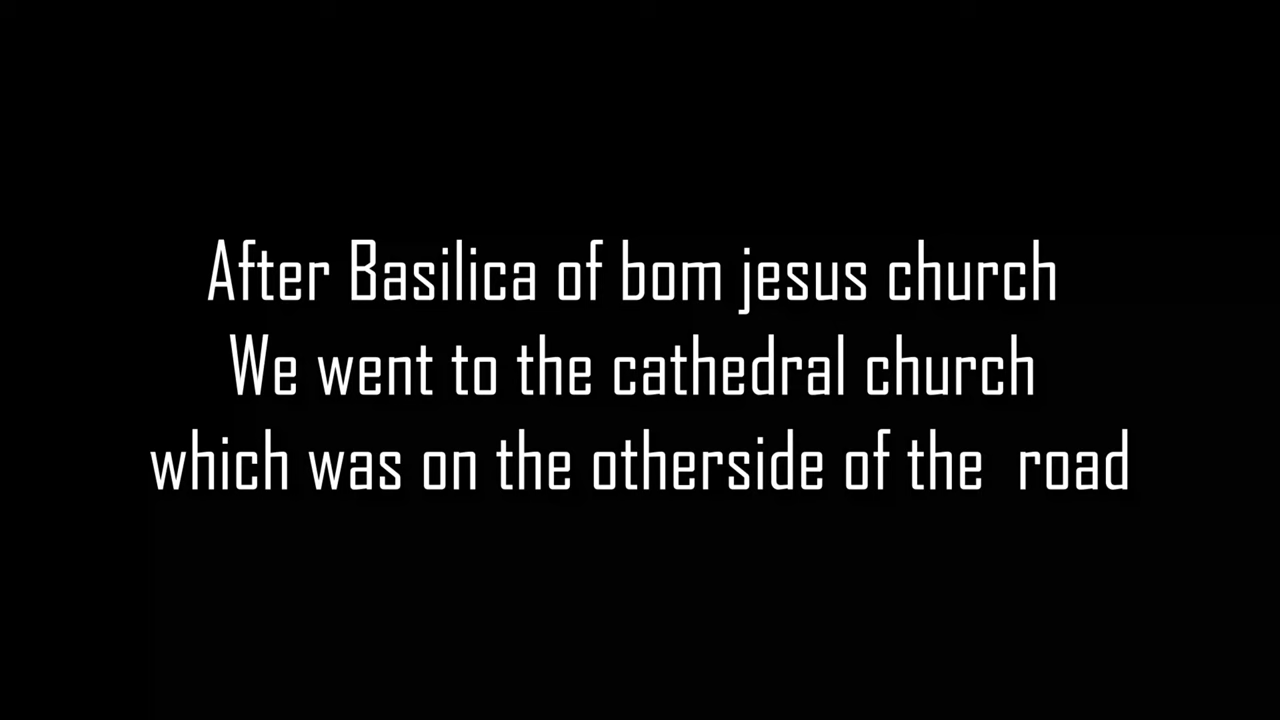 After Basilica of bom jesus church
We went to the cathedral church
which was on the otherside of the  road